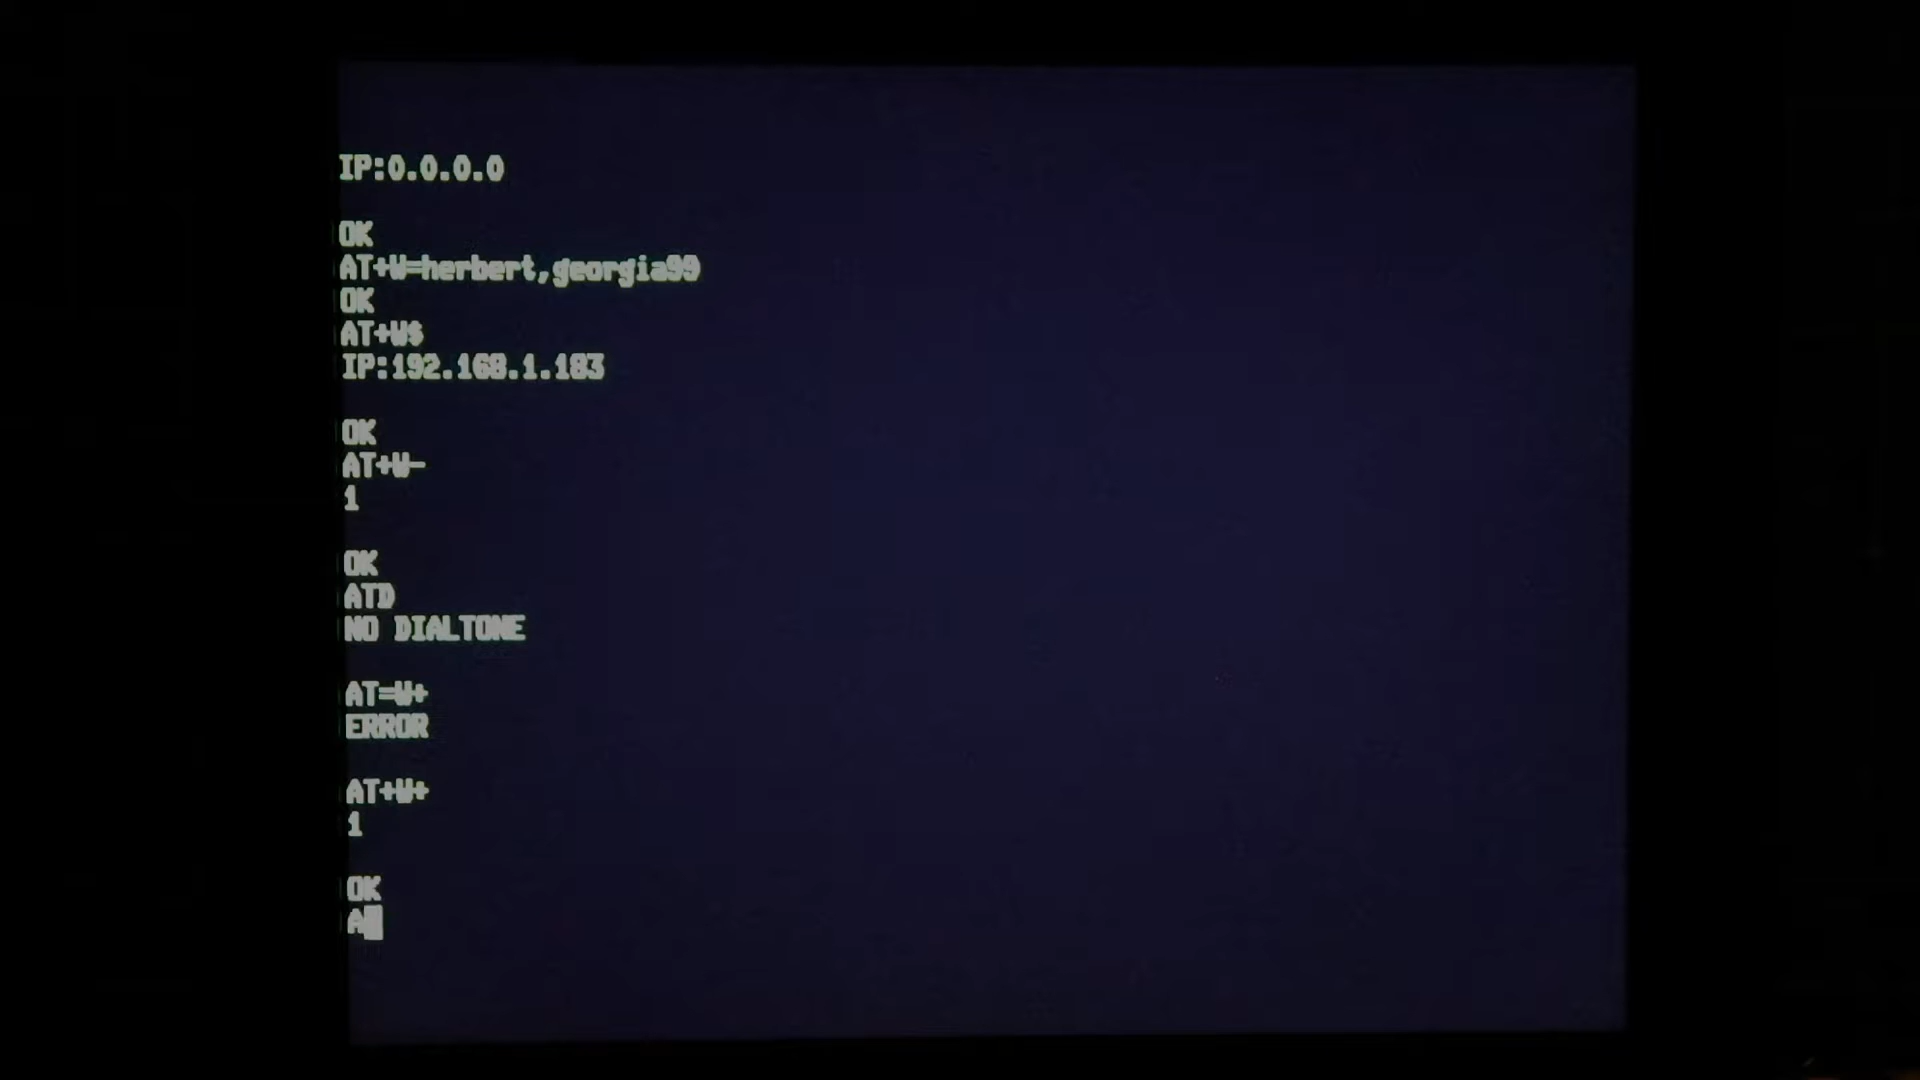 IP:0.0.0.0
OK
AT+W=herbert,georgia99
OK
AT+W$
IP:192.168.1.183
OK
AT+W-
1
OK
ATD
NO DIALTONE
AT=W+
ERROR
AT+W+
1
OK
A